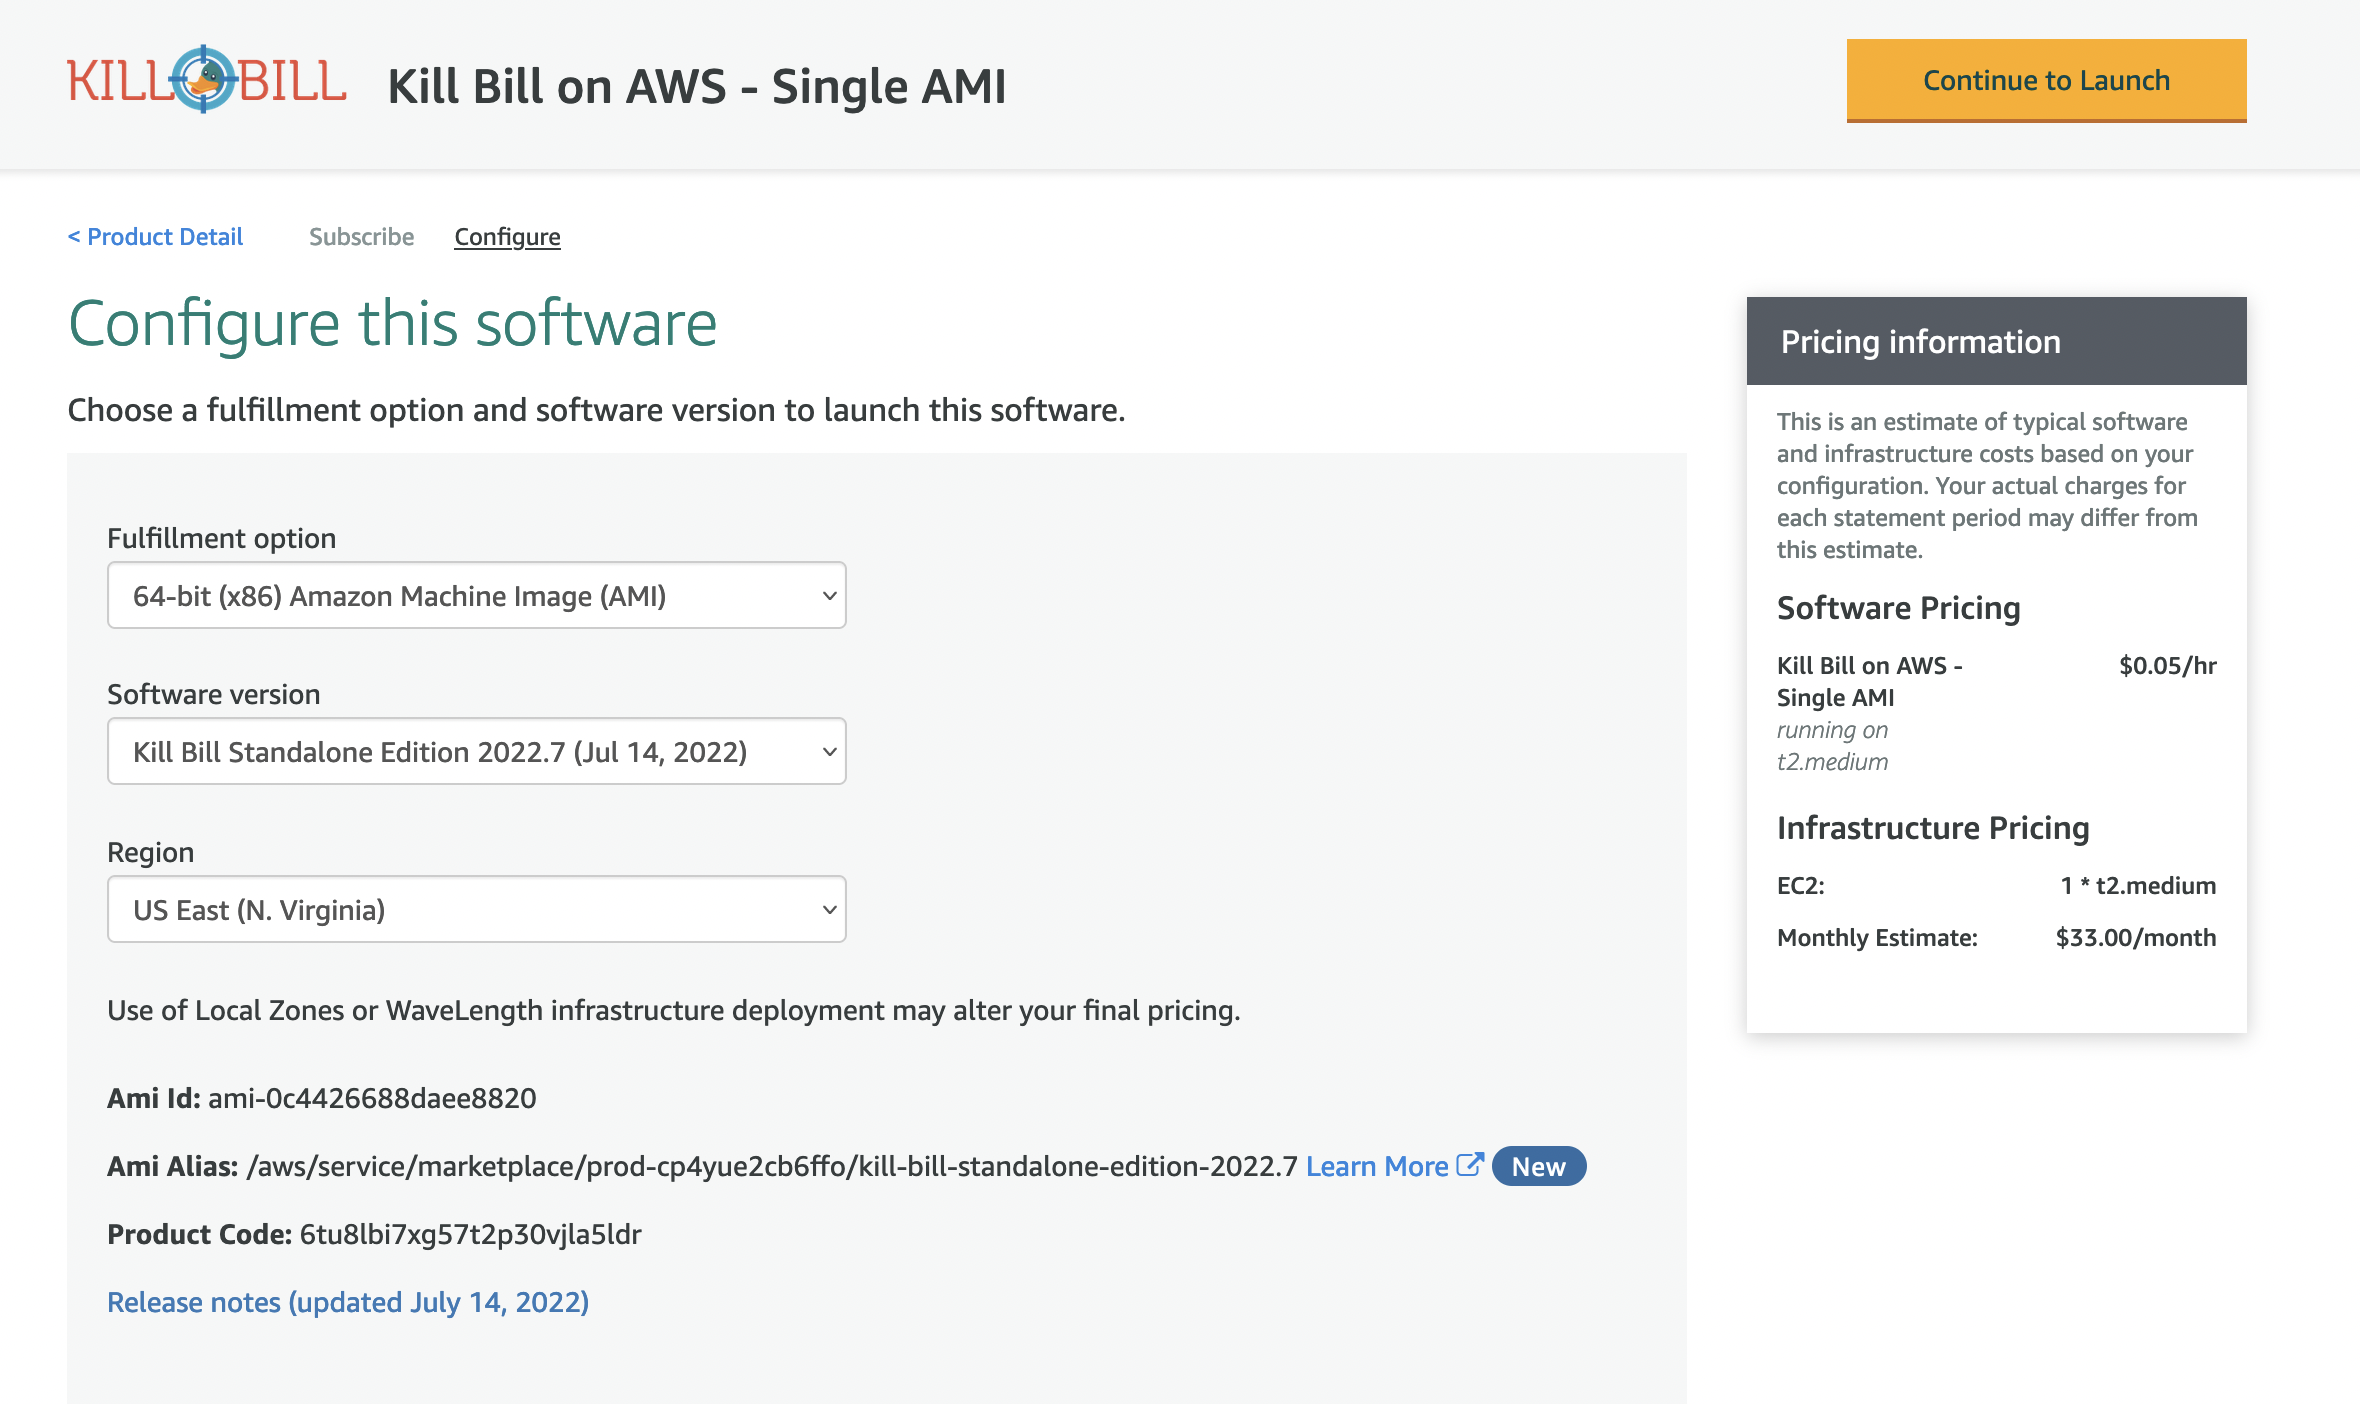 KILL BILL
Kill Bill on AWS - Single AMI
Continue to Launch
< Product Detail
Subscribe
Configure
Configure this software
Choose a fulfillment option and software version to launch this software.
Fulfillment option
64-bit (x86) Amazon Machine Image (AMI)
Software version
Kill Bill Standalone Edition 2022.7 (Jul 14, 2022)
Region
US East (N. Virginia)
Use of Local Zones or WaveLength infrastructure deployment may alter your final pricing.
Ami Id: ami-0c4426688daee8820
Ami Alias: /aws/service/marketplace/prod-cp4yue2cb6ffo/kill-bill-standalone-edition-2022.7 Learn More New
Product Code: 6tu8lbi7xg57t2p30vjla5ldr
Release notes (updated July 14, 2022)
Pricing information
This is an estimate of typical software
and infrastructure costs based on your
configuration. Your actual charges for
each statement period may differ from
this estimate.
Software Pricing
Kill Bill on AWS - $0.05/hr
Single AMI
running on
t2.medium
Infrastructure Pricing
EC2: 1 * t2.medium
Monthly Estimate: $33.00/month